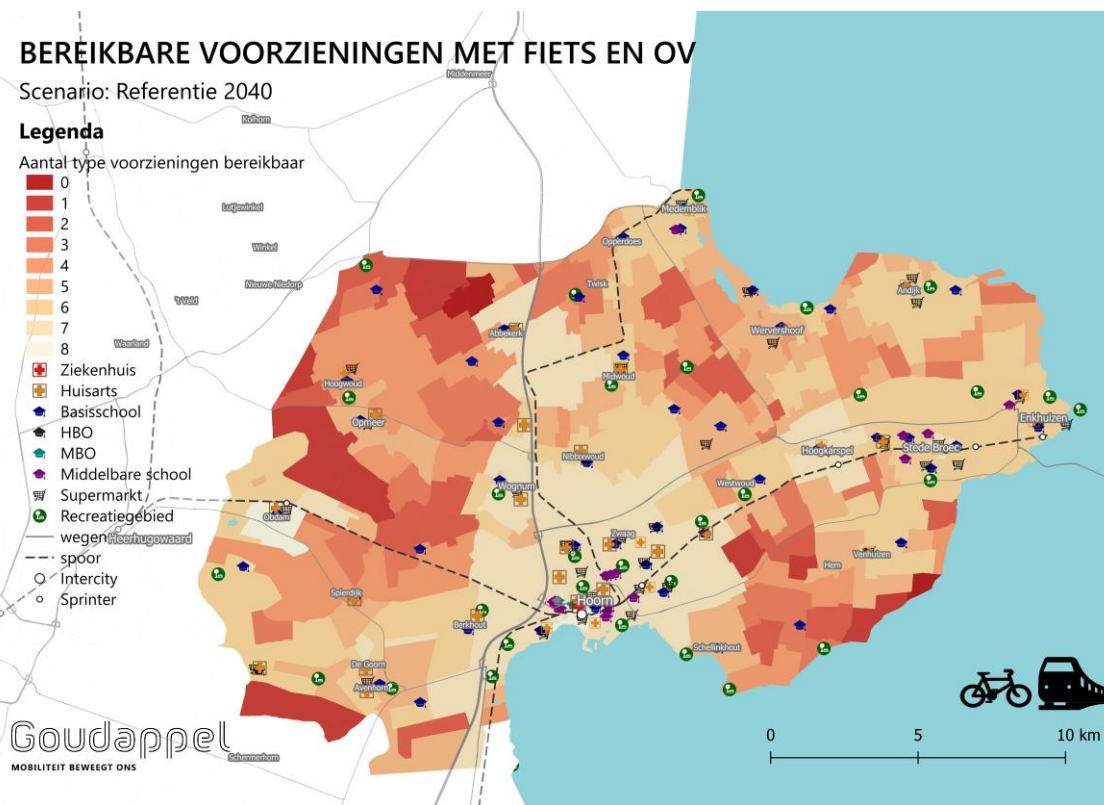 BEREIKBARE VOORZIENINGEN MET FIETS EN OV
Scenario: Referentie 2040
Legenda
Aantal type voorzieningen bereikbaar
0
1
2
3
4
5
6
7
8
Ziekenhuis
Huisarts
Basisschool
HBO
MBO
Middelbare school
Supermarkt
Recreatiegebied
wegen
spoor
Intercity
Sprinter
Middenmeer
Kolhorn
Lutjewinkel
Winkel
Nieuwe Niedorp
't Veld
Waarland
Heerhugowaard
Medemblik
Opperdoes
Twisk
Abbekerk
Andijk
Wervershoof
Hoogwoud
Midwoud
Opmeer
Enkhuizen
Stede Broec
Hoogkarspel
Nibbixwoud
Westwoud
Wognum
Obdam
Zwaag
Venhuizen
Hem
Spierdijk
Hoorn
Berkhout
Schellinkhout
De Goorn
Avenhorn
Schermerhorn
Goudappel
MOBILITEIT BEWEEGT ONS
0 5 10 km